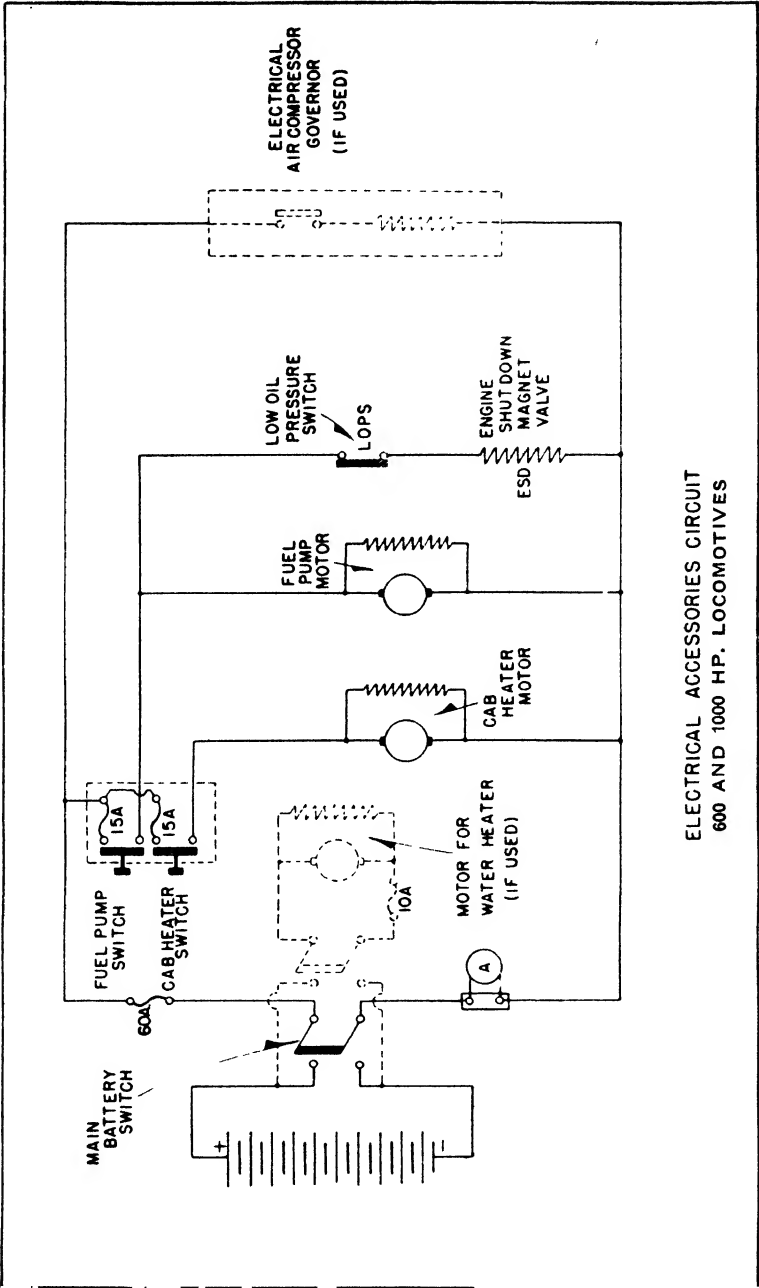 ELECTRICAL
AIR COMPRESSOR
GOVERNOR
(IF USED)
LOW OIL
PRESSURE
SWITCH
LOPS
ENGINE
SHUT DOWN
MAGNET
VALVE
ESD
FUEL
PUMP
MOTOR
CAB
HEATER
MOTOR
15A
15A
FUEL PUMP
SWITCH
CAB HEATER
SWITCH
MOTOR FOR
WATER HEATER
(IF USED)
10A
60A
A
MAIN
BATTERY
SWITCH
+
-
ELECTRICAL ACCESSORIES CIRCUIT
600 AND 1000 HP. LOCOMOTIVES